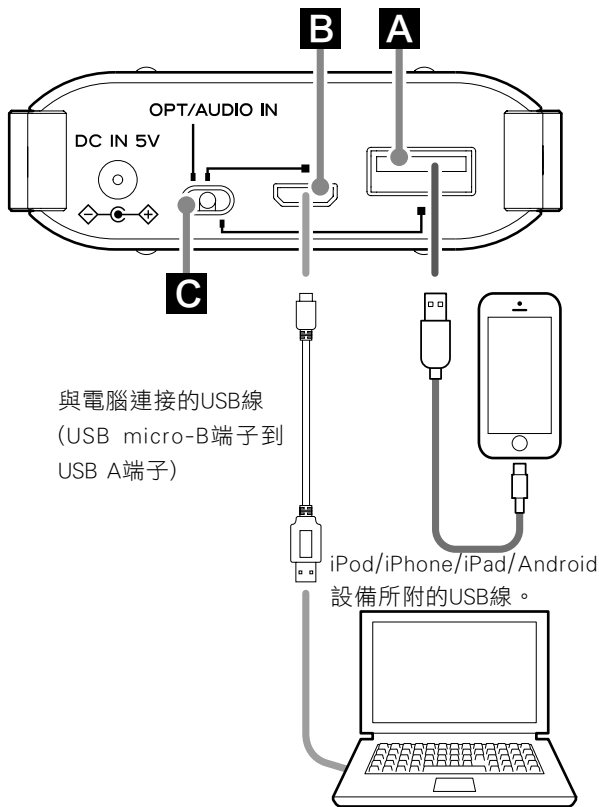 B A
OPT/AUDIO IN
DC IN 5V
C
與電腦連接的USB線
(USB micro-B端子到
USB A端子)
iPod/iPhone/iPad/Android
設備所附的USB線。